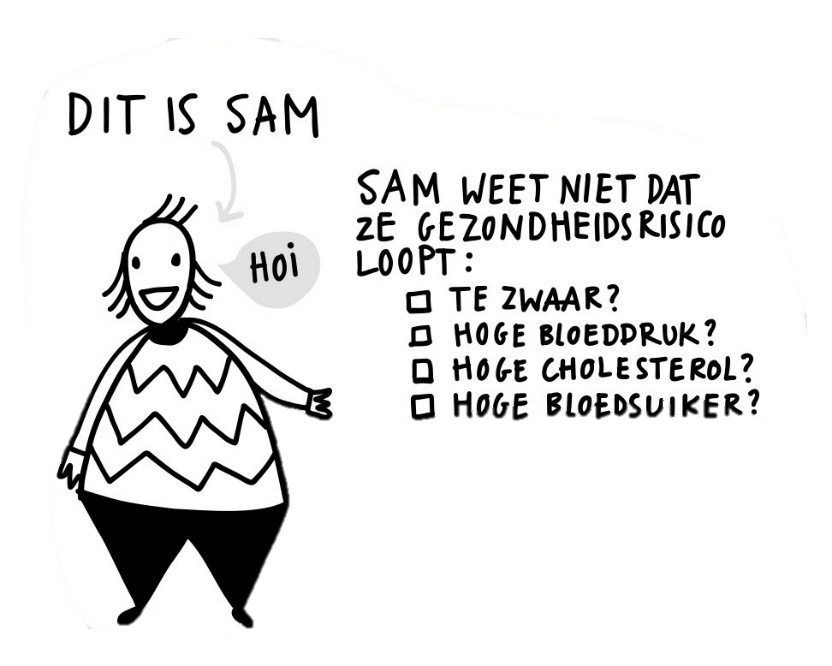 DIT IS SAM
Hoi
SAM WEET NIET DAT
ZE GEZONDHEIDSRISICO
LOOPT:
TE ZWAAR?
HOGE BLOEDDRUK?
HOGE CHOLESTEROL?
HOGE BLOEDSUIKER?